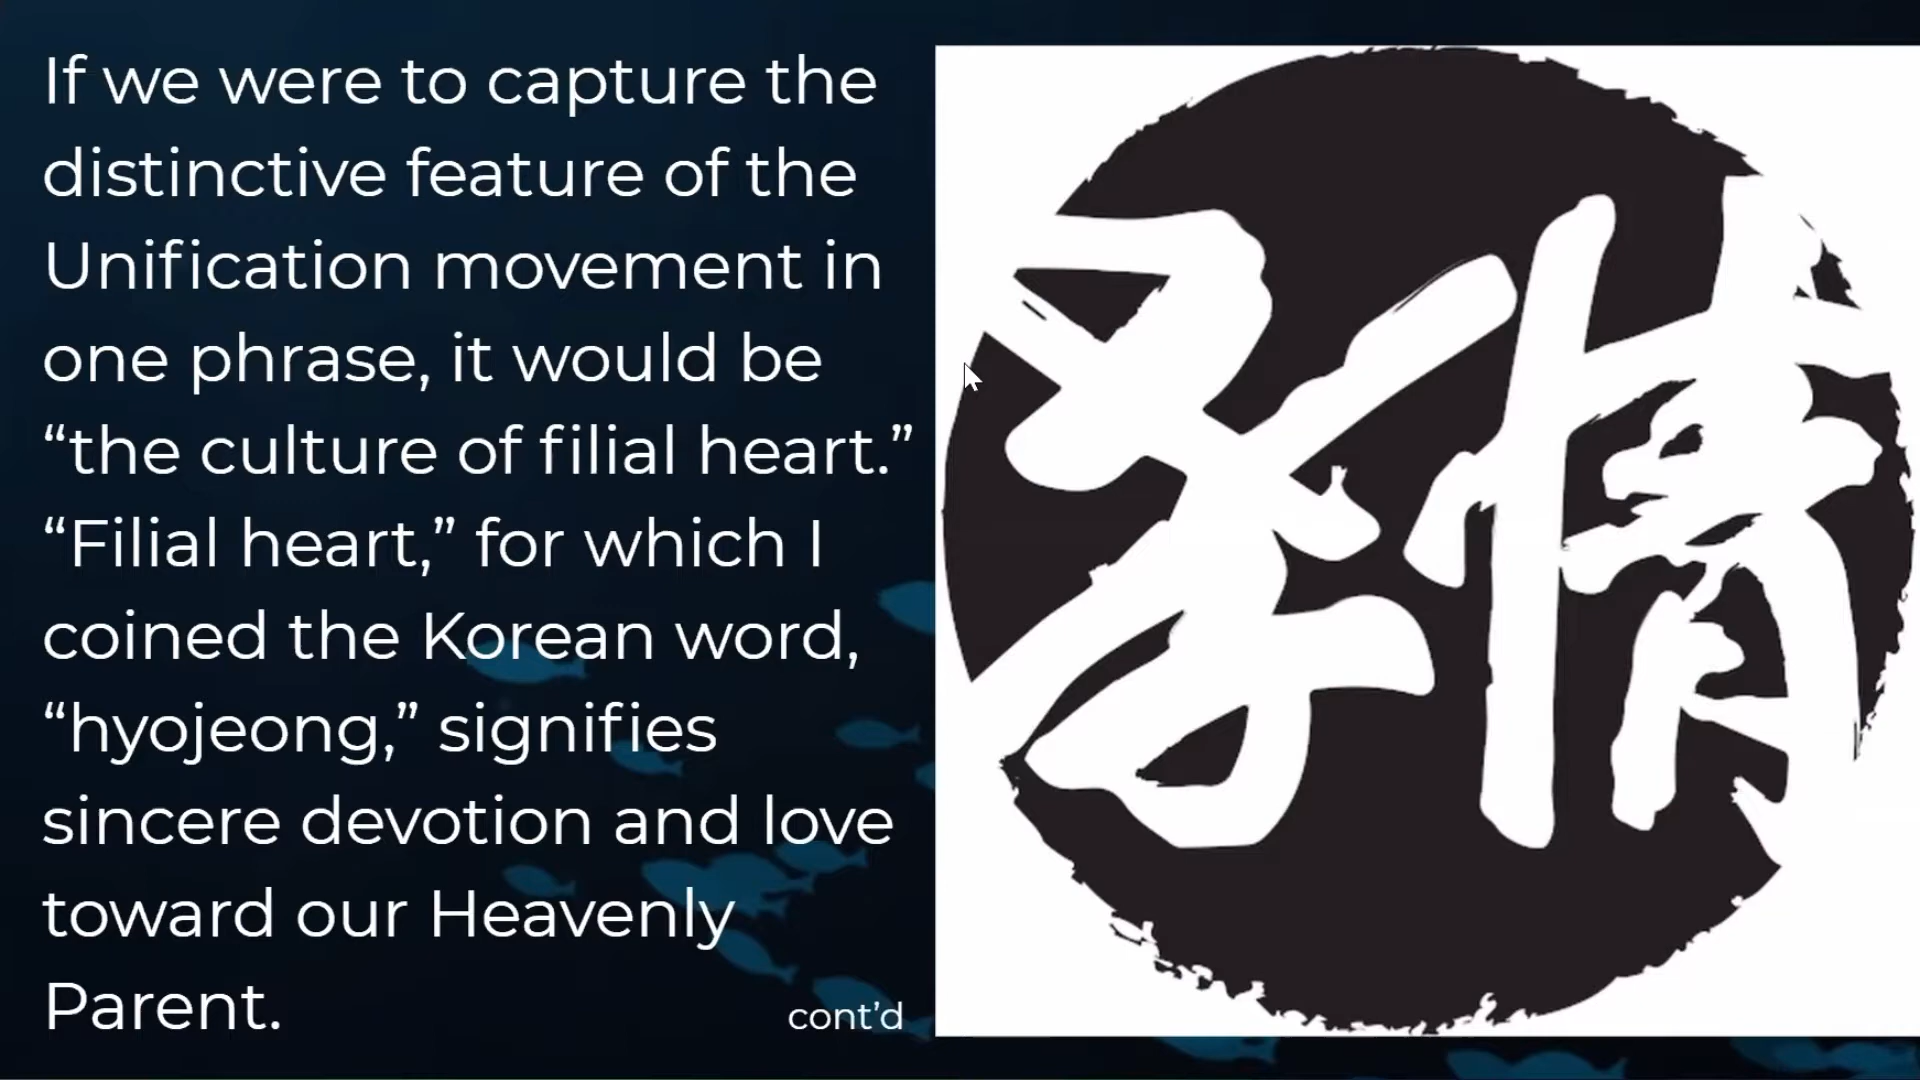 If we were to capture the
distinctive feature of the
Unification movement in
one phrase, it would be
“the culture of filial heart.”
“Filial heart,” for which I
coined the Korean word,
“hyojeong,” signifies
sincere devotion and love
toward our Heavenly
Parent.
cont’d
孝情